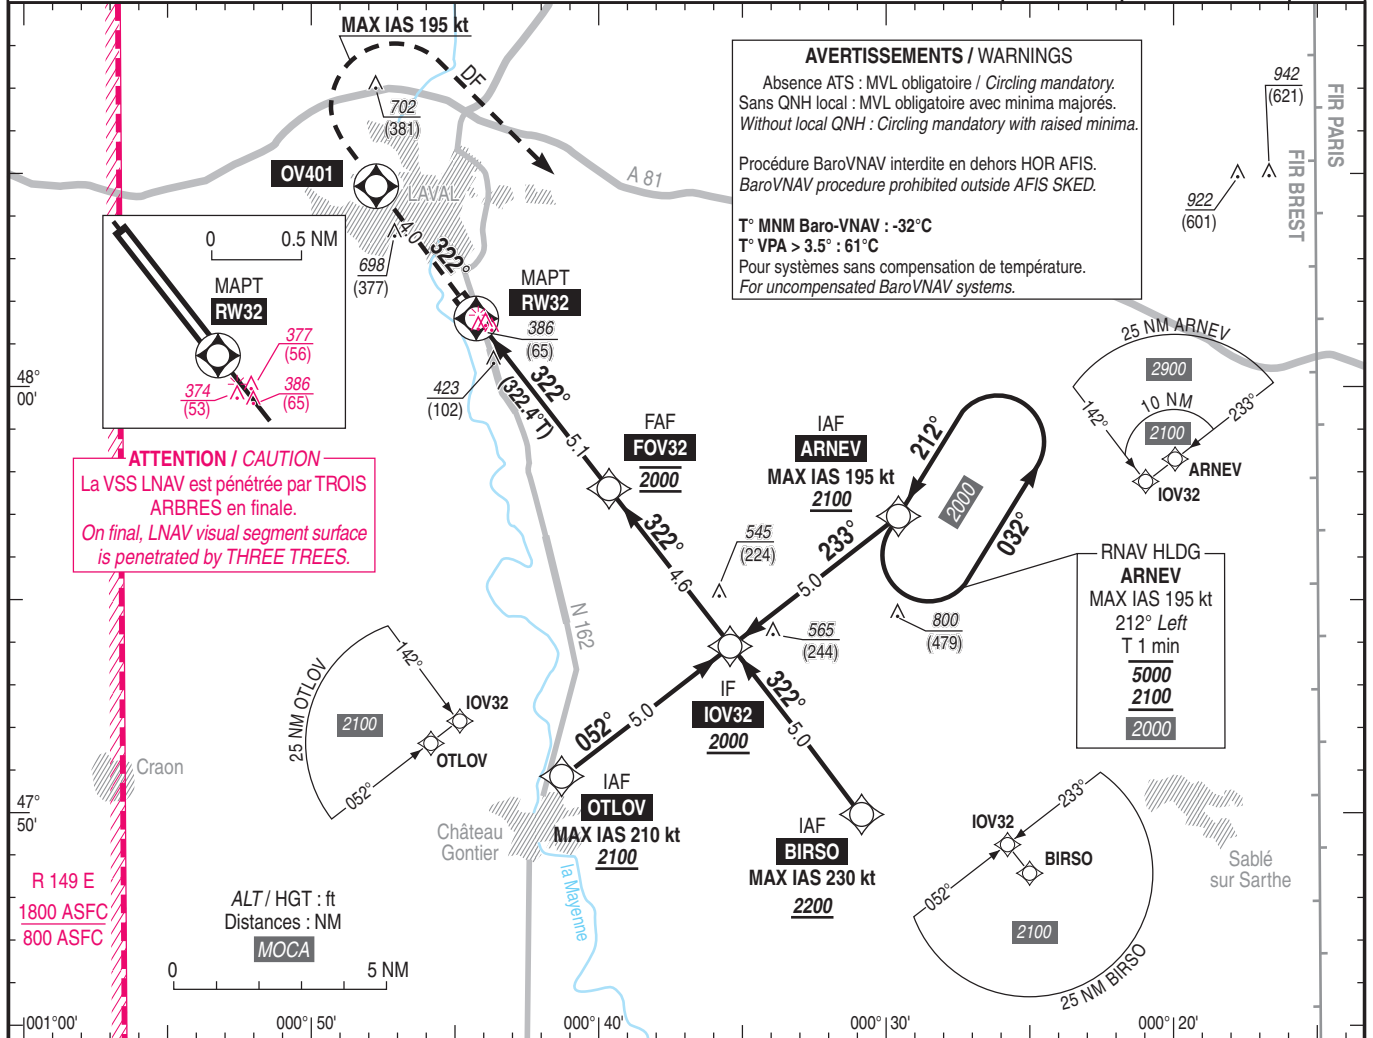 MAX IAS 195 kt
DF
702
(381)
OV401
LAVAL
A 81
4.0
322°
698
(377)
AVERTISSEMENTS / WARNINGS
Absence ATS : MVL obligatoire / Circling mandatory.
Sans QNH local : MVL obligatoire avec minima majorés.
Without local QNH : Circling mandatory with raised minima.
Procédure BaroVNAV interdite en dehors HOR AFIS.
BaroVNAV procedure prohibited outside AFIS SKED.
T° MNM Baro-VNAV : -32°C
T° VPA > 3.5° : 61°C
Pour systèmes sans compensation de température.
For uncompensated BaroVNAV systems.
942
(621)
922
(601)
FIR PARIS
FIR BREST
0 0.5 NM
MAPT
RW32
377
(56)
374
(53)
386
(65)
MAPT
RW32
386
(65)
423
(102)
322°
(322.4°T)
5.1
48°
00'
ATTENTION / CAUTION
La VSS LNAV est pénétrée par TROIS
ARBRES en finale.
On final, LNAV visual segment surface
is penetrated by THREE TREES.
FAF
FOV32
2000
IAF
ARNEV
MAX IAS 195 kt
2100
212°
2000
032°
25 NM ARNEV
2900
10 NM
2100
142°
233°
ARNEV
IOV32
322°
4.6
545
(224)
233°
5.0
565
(244)
800
(479)
RNAV HLDG
ARNEV
MAX IAS 195 kt
212° Left
T 1 min
5000
2100
2000
N 162
25 NM OTLOV
142°
2100
IOV32
OTLOV
052°
052°
5.0
IF
IOV32
2000
322°
5.0
IAF
OTLOV
MAX IAS 210 kt
2100
IAF
BIRSO
MAX IAS 230 kt
2200
Craon
Château
Gontier
la Mayenne
47°
50'
233°
IOV32
BIRSO
052°
2100
25 NM BIRSO
Sablé
sur Sarthe
R 149 E
1800 ASFC
800 ASFC
ALT / HGT : ft
Distances : NM
MOCA
0 5 NM
001°00' 000°50' 000°40' 000°30' 000°20'